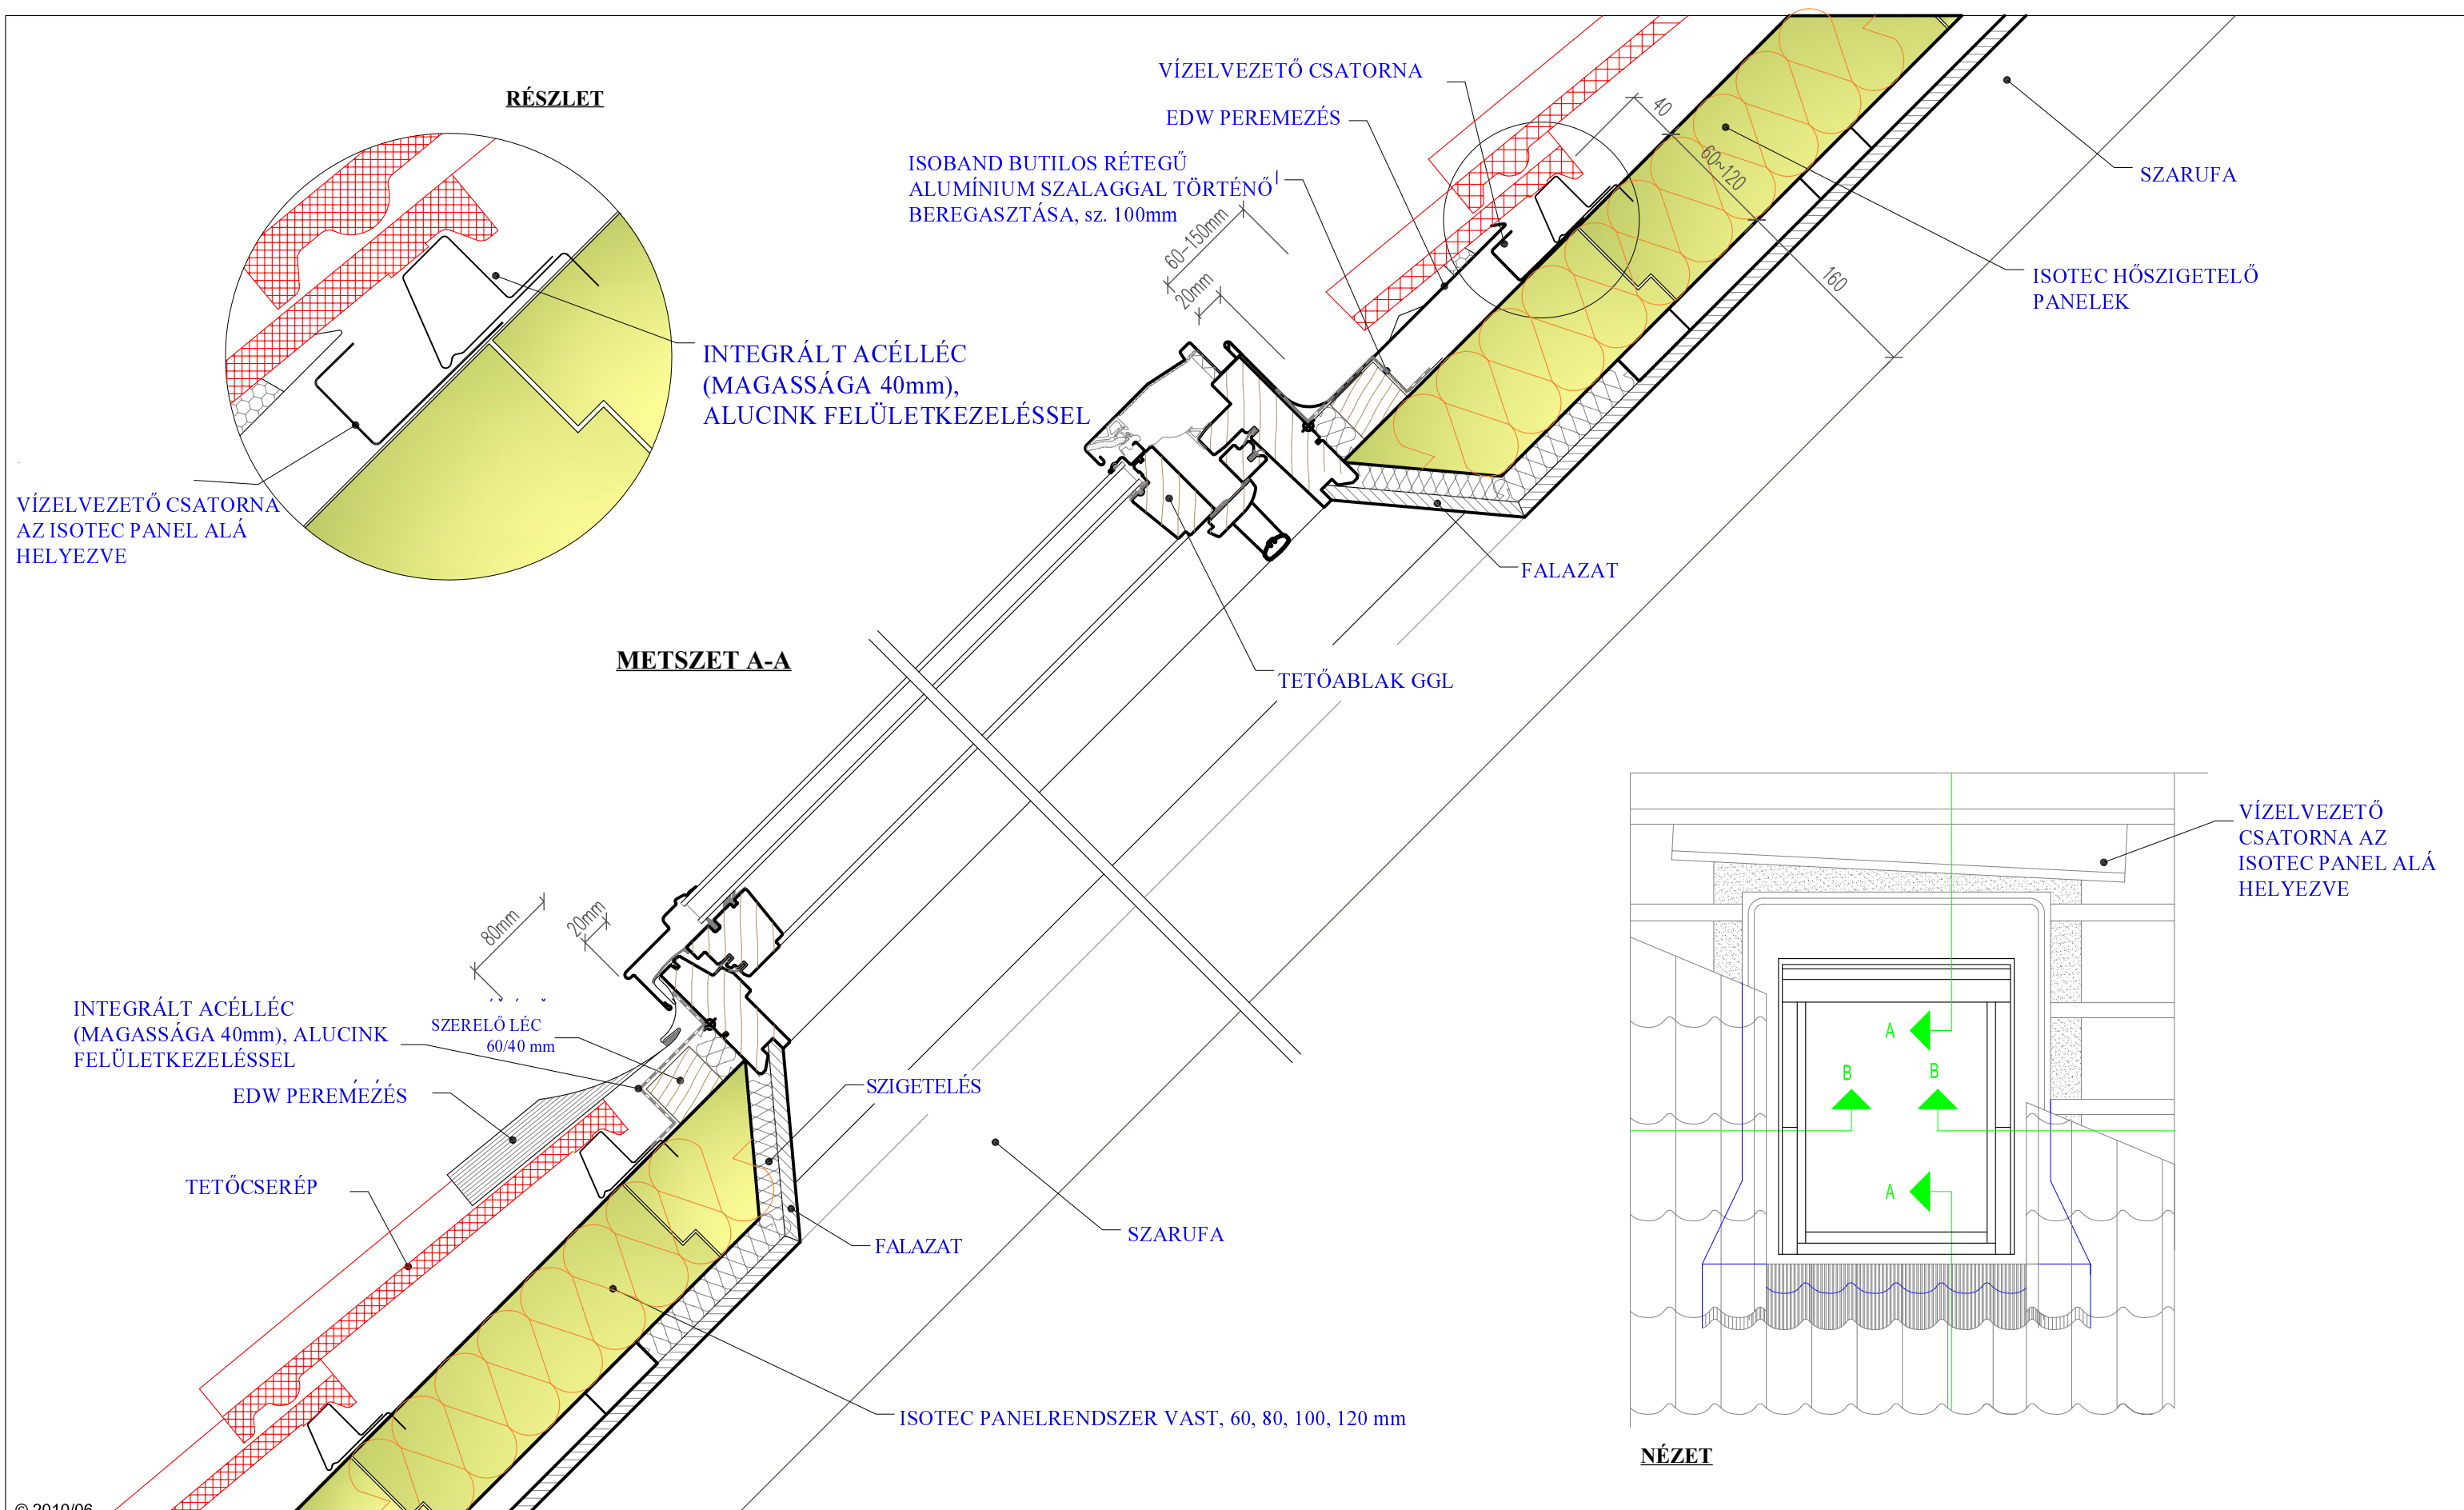 RÉSZLET
VÍZELVEZETŐ CSATORNA
EDW PEREMEZÉS
ISOBAND BUTILOS RÉTEGŰ
ALUMÍNIUM SZALAGGAL TÖRTÉNŐ
BEREGASZTÁSA, sz. 100mm
40
60~120
160
SZARUFA
ISOTEC HŐSZIGETELŐ
PANELEK
60-150mm
20mm
INTEGRÁLT ACÉLLÉC
(MAGASSÁGA 40mm),
ALUCINK FELÜLETKEZELÉSSEL
VÍZELVEZETŐ CSATORNA
AZ ISOTEC PANEL ALÁ
HELYEZVE
FALAZAT
METSZET A-A
TETŐABLAK GGL
VÍZELVEZETŐ
CSATORNA AZ
ISOTEC PANEL ALÁ
HELYEZVE
80mm
20mm
INTEGRÁLT ACÉLLÉC
(MAGASSÁGA 40mm), ALUCINK
FELÜLETKEZELÉSSEL
SZERELŐ LÉC
60/40 mm
EDW PEREMEZÉS
SZIGETELÉS
TETŐCSERÉP
FALAZAT
SZARUFA
A
B
B
A
ISOTEC PANELRENDSZER VAST, 60, 80, 100, 120 mm
NÉZET
© 2010/06